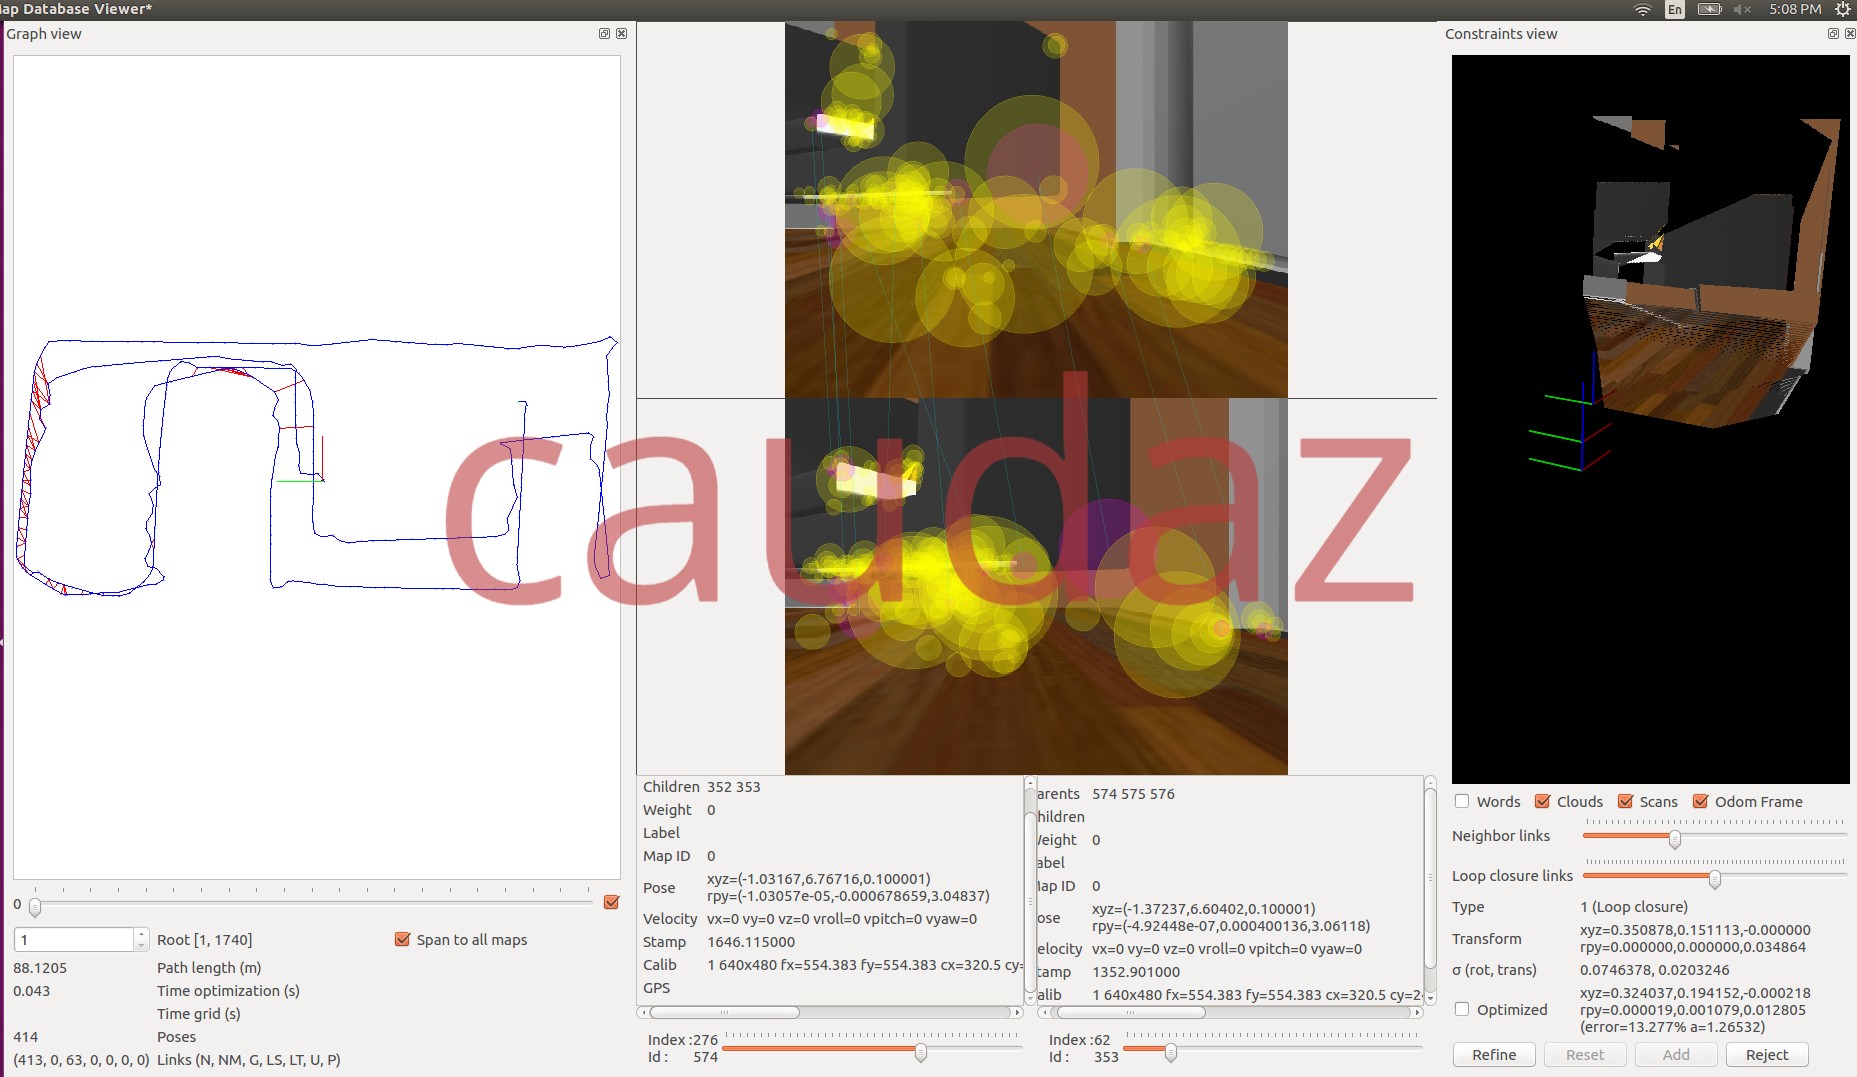 Map Database Viewer*
En
5:08 PM
Graph view
Constraints view
caudaz
0
1
Root [1, 1740]
Span to all maps
88.1205
Path length (m)
0.043
Time optimization (s)
Time grid (s)
414
Poses
(413, 0, 63, 0, 0, 0, 0)
Links (N, NM, G, LS, LT, U, P)
Children 352 353
Weight 0
Label
Map ID 0
Pose xyz=(-1.03167,6.76716,0.100001)
rpy=(-1.03057e-05,-0.000678659,3.04837)
Velocity vx=0 vy=0 vz=0 vroll=0 vpitch=0 vyaw=0
Stamp 1646.115000
Calib 1 640x480 fx=554.383 fy=554.383 cx=320.5 cy=
GPS
Index :276
Id : 574
arents 574 575 576
hildren
Weight 0
abel
Map ID 0
ose xyz=(-1.37237,6.60402,0.100001)
rpy=(-4.92448e-07,0.000400136,3.06118)
elocity vx=0 vy=0 vz=0 vroll=0 vpitch=0 vyaw=0
tamp 1352.901000
alib 1 640x480 fx=554.383 fy=554.383 cx=320.5 cy=2
Index :62
Id : 353
Words
Clouds
Scans
Odom Frame
Neighbor links
Loop closure links
Type 1 (Loop closure)
Transform xyz=0.350878,0.151113,-0.000000
rpy=0.000000,0.000000,0.034864
σ (rot, trans) 0.0746378, 0.0203246
Optimized xyz=0.324037,0.194152,-0.000218
rpy=0.000019,0.001079,0.012805
(error=13.277% a=1.26532)
Refine
Reset
Add
Reject